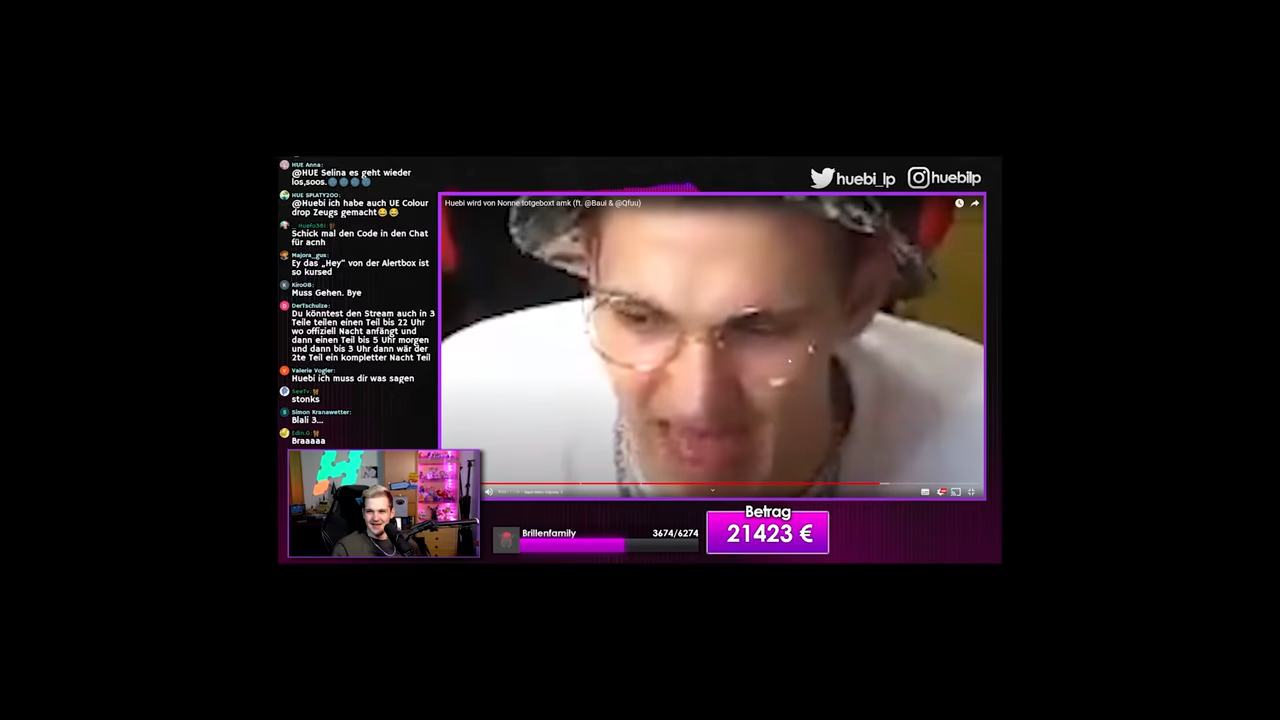 HUE Anna:
@HUE Selina es geht wieder
los,soos.
HUE SPLATY200:
@Huebi ich habe auch UE Colour
drop Zeugs gemacht😂😂
Schick mal den Code in den Chat
für acnh
Majora_gus:
Ey das „Hey" von der Alertbox ist
so kursed
KiroOB:
Muss Gehen. Bye
DerTschulze:
Du könntest den Stream auch in 3
Teile teilen einen Teil bis 22 Uhr
wo offiziell Nacht anfängt und
dann einen Teil bis 5 Uhr morgen
und dann bis 3 Uhr dann wär der
2te Teil ein kompletter Nacht Teil
Valerie Vogler:
Huebi ich muss dir was sagen
SeeTv
stonks
Simon Kranawetter:
Blali 3...
Edin.G
Braaaaa
huebi_lp
huebilp
Huebi wird von Nonne totgeboxt amk (ft. @Baui & @Qfuu)
Brillenfamily
3674/6274
Betrag
21423 €